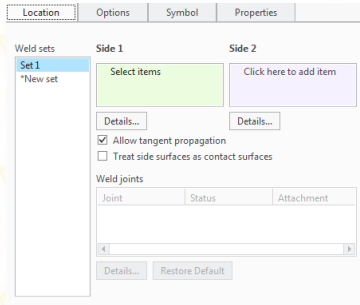 Location Options Symbol Properties
Weld sets Side 1 Side 2
Set 1 Select items Click here to add item
*New set
Details... Details...
Allow tangent propagation
Treat side surfaces as contact surfaces
Weld joints
Joint Status Attachment
Details... Restore Default